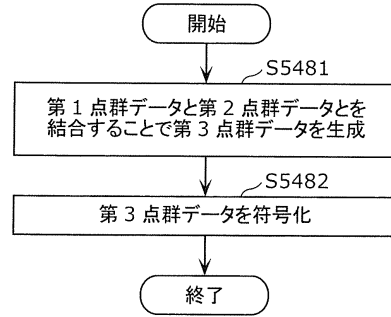 開始
S5481
第1点群データと第2点群データとを
結合することで第3点群データを生成
S5482
第3点群データを符号化
終了